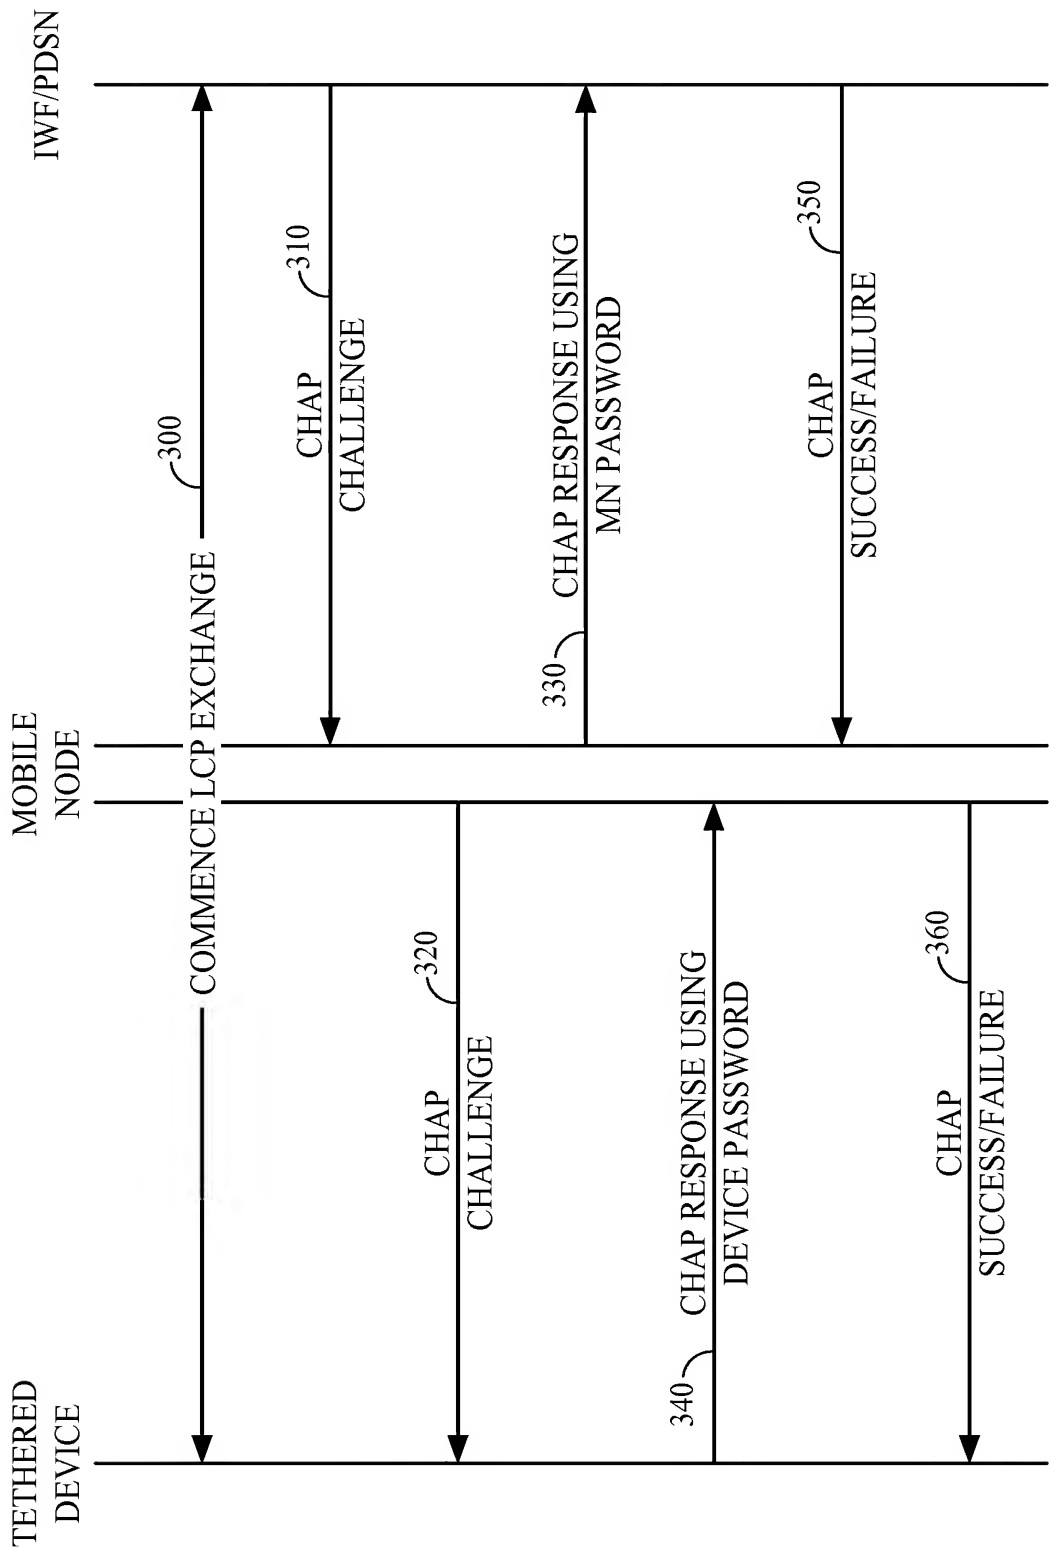 TETHERED
DEVICE
MOBILE
NODE
IWF/PDSN
COMMENCE LCP EXCHANGE
300
310
CHAP
CHALLENGE
320
CHAP
CHALLENGE
330
CHAP RESPONSE USING
MN PASSWORD
340
CHAP RESPONSE USING
DEVICE PASSWORD
350
CHAP
SUCCESS/FAILURE
360
CHAP
SUCCESS/FAILURE